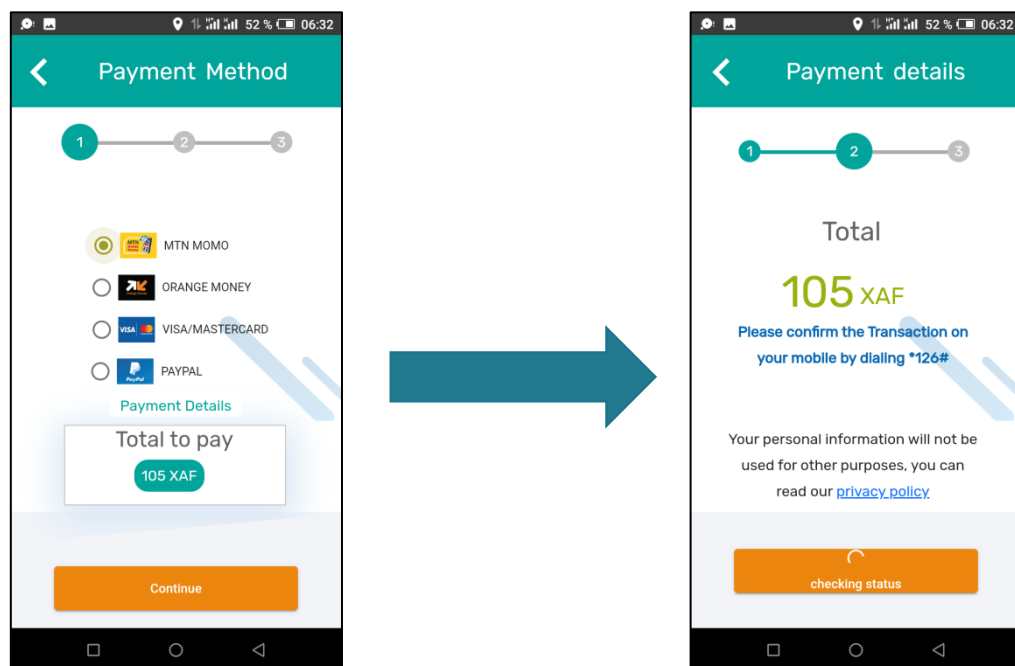 52 % 06:32
Payment Method
1 2 3
MTN MOMO
ORANGE MONEY
VISA VISA/MASTERCARD
PayPal PAYPAL
Payment Details
Total to pay
105 XAF
Continue
52 % 06:32
Payment details
1 2 3
Total
105 XAF
Please confirm the Transaction on
your mobile by dialing *126#
Your personal information will not be
used for other purposes, you can
read our privacy policy
checking status